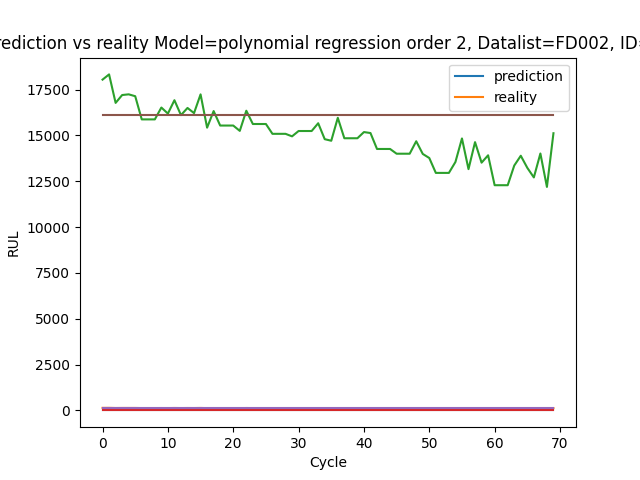 rediction vs reality Model=polynomial regression order 2, Datalist=FD002, ID=
prediction
reality
17500
15000
12500
10000
7500
5000
2500
0
RUL
0 10 20 30 40 50 60 70
Cycle